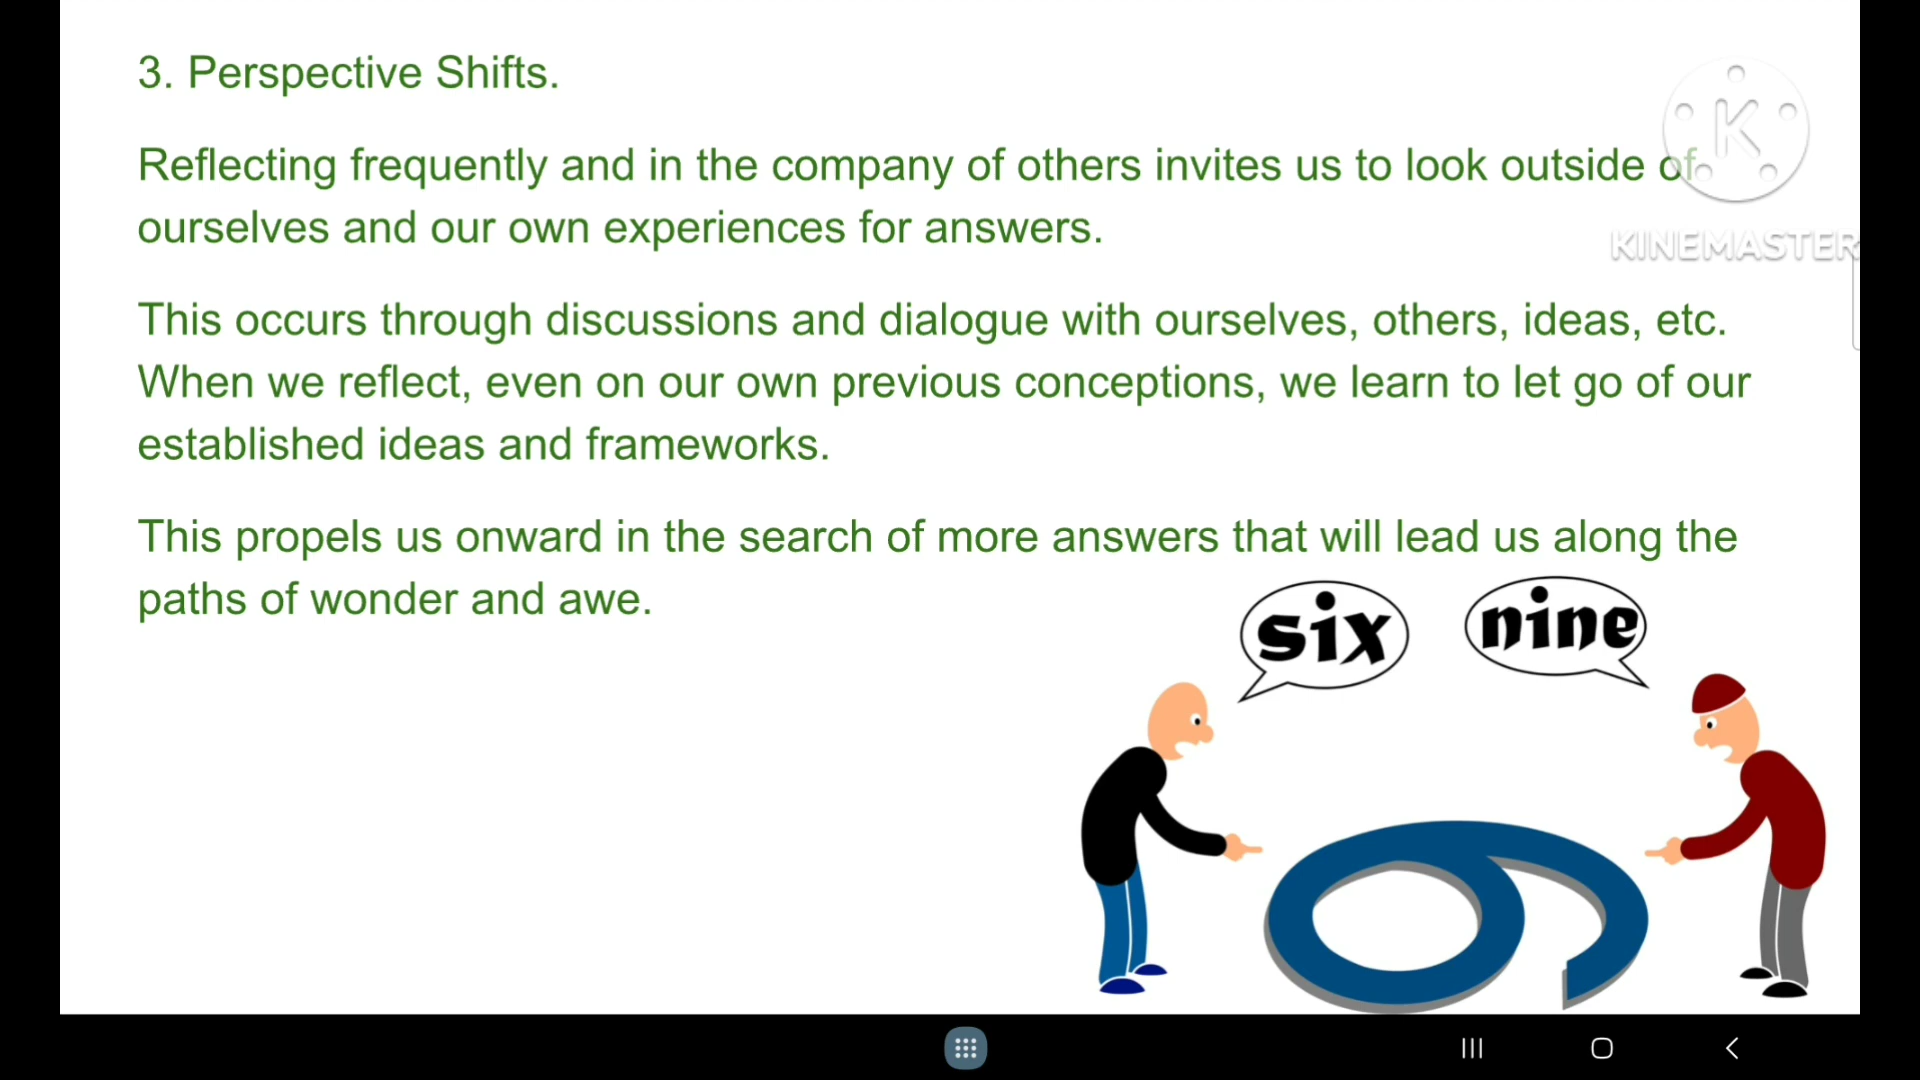 3. Perspective Shifts.
Reflecting frequently and in the company of others invites us to look outside of
ourselves and our own experiences for answers.
This occurs through discussions and dialogue with ourselves, others, ideas, etc.
When we reflect, even on our own previous conceptions, we learn to let go of our
established ideas and frameworks.
This propels us onward in the search of more answers that will lead us along the
paths of wonder and awe.
six
nine
K
KINEMASTER